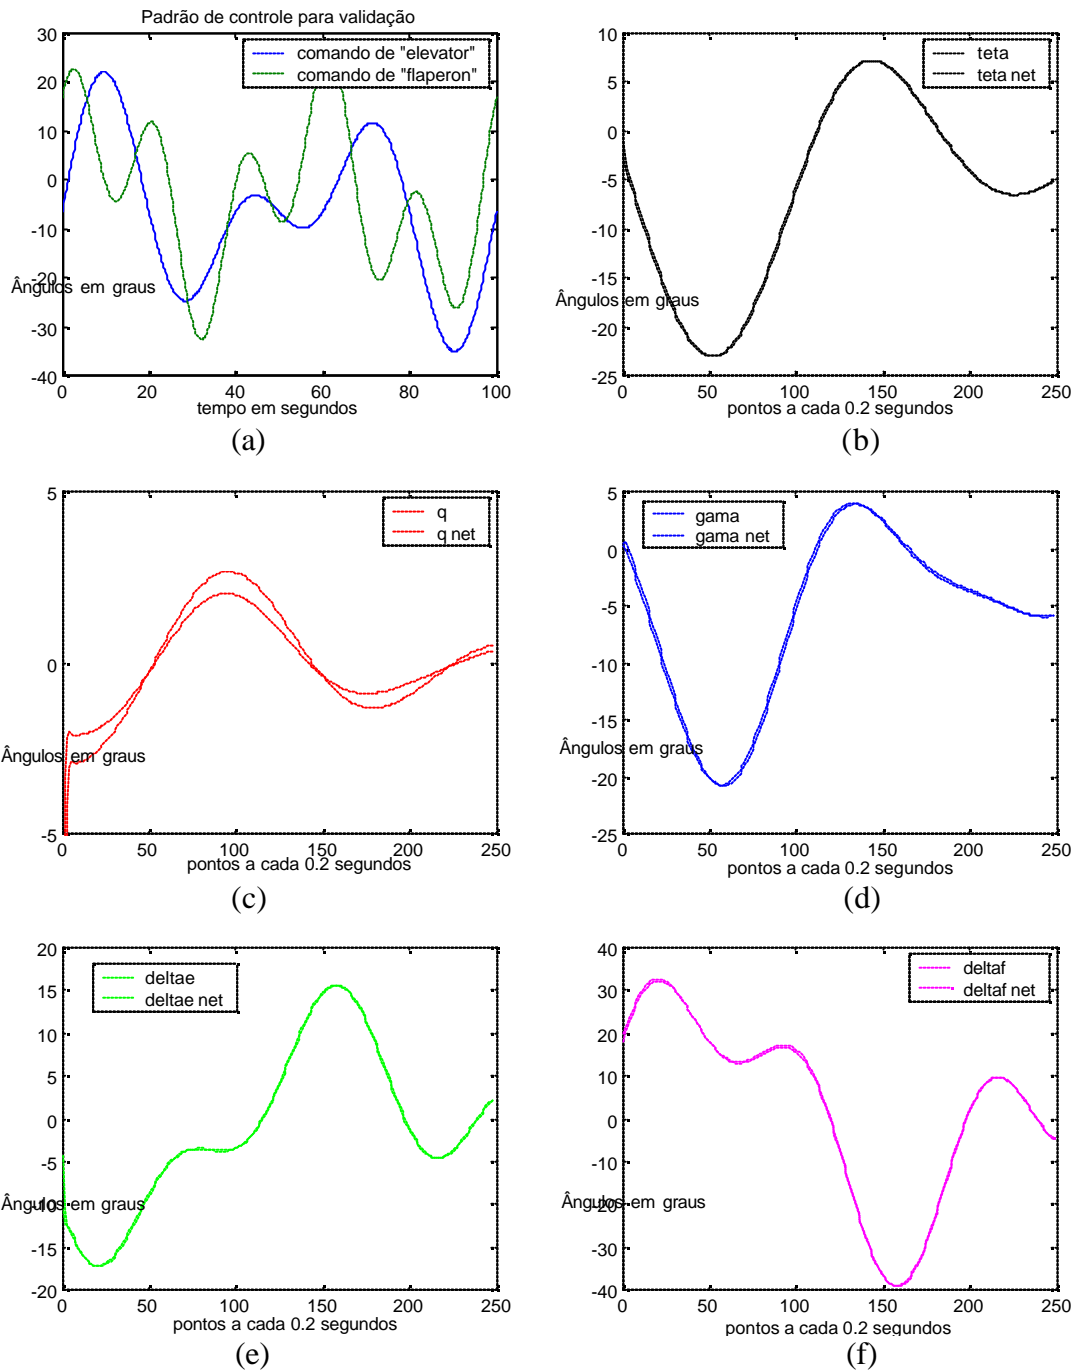 Padrão de controle para validação
30
20
10
0
-10
-20
-30
-40
comando de "elevator"
comando de "flaperon"
Ângulos em graus
0
20
40
60
80
100
tempo em segundos
(a)
10
5
0
-5
-10
-15
-20
-25
teta
teta net
Ângulos em graus
0
50
100
150
200
250
pontos a cada 0.2 segundos
(b)
5
0
-5
q
q net
Ângulos em graus
0
50
100
150
200
250
pontos a cada 0.2 segundos
(c)
5
0
-5
-10
-15
-20
-25
gama
gama net
Ângulos em graus
0
50
100
150
200
250
pontos a cada 0.2 segundos
(d)
20
15
10
5
0
-5
-10
-15
-20
deltae
deltae net
Ângulos em graus
0
50
100
150
200
250
pontos a cada 0.2 segundos
(e)
40
30
20
10
0
-10
-20
-30
-40
deltaf
deltaf net
Ângulos em graus
0
50
100
150
200
250
pontos a cada 0.2 segundos
(f)